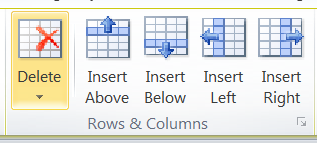 Delete Insert Insert Insert Insert
Above Below Left Right
Rows & Columns